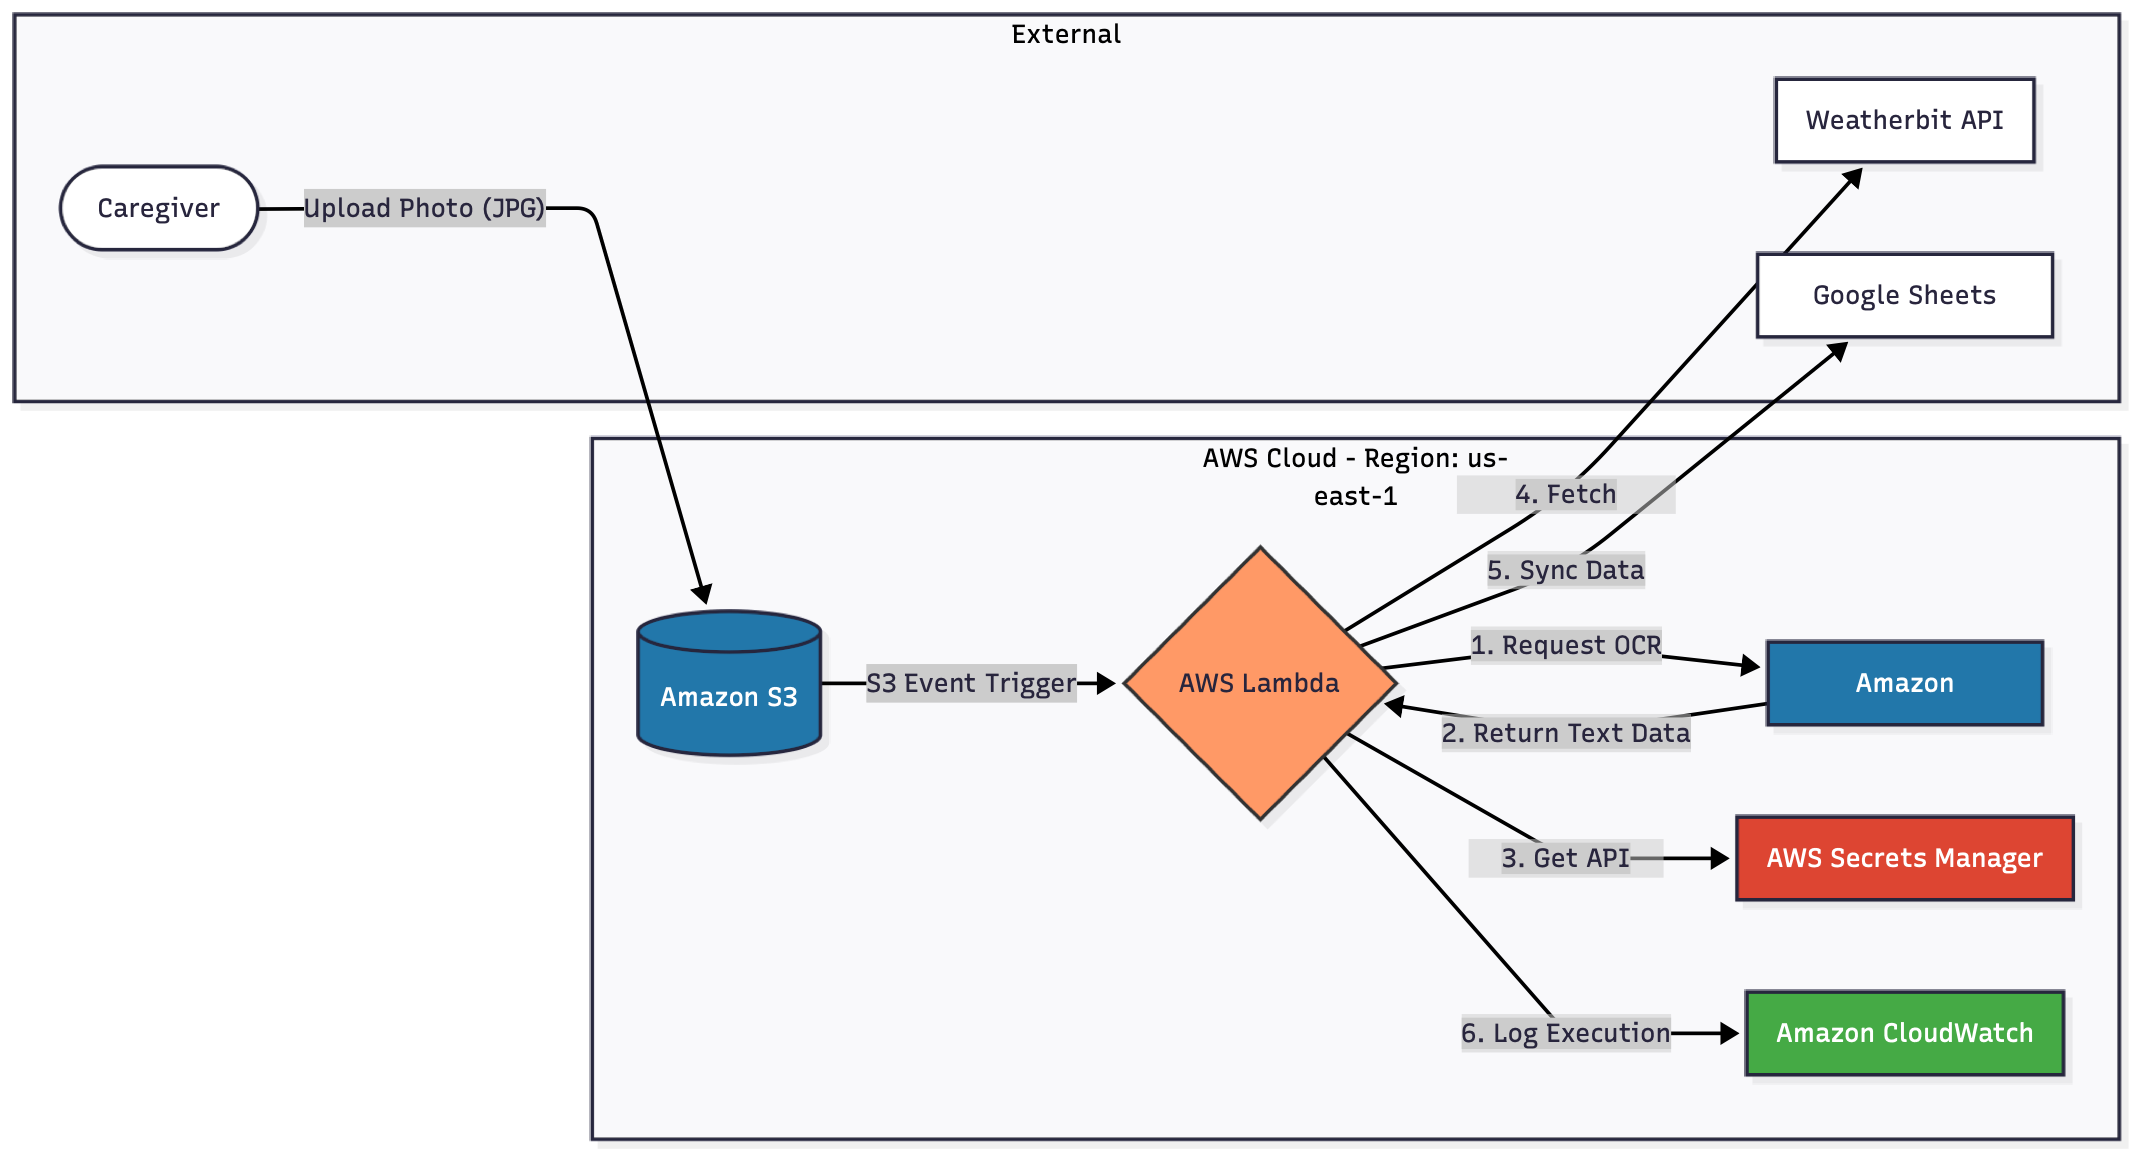 External
Weatherbit API
Caregiver
Upload Photo (JPG)
Google Sheets
AWS Cloud - Region: us-
east-1
4. Fetch
5. Sync Data
1. Request OCR
Amazon S3
S3 Event Trigger
AWS Lambda
Amazon
2. Return Text Data
3. Get API
AWS Secrets Manager
6. Log Execution
Amazon CloudWatch